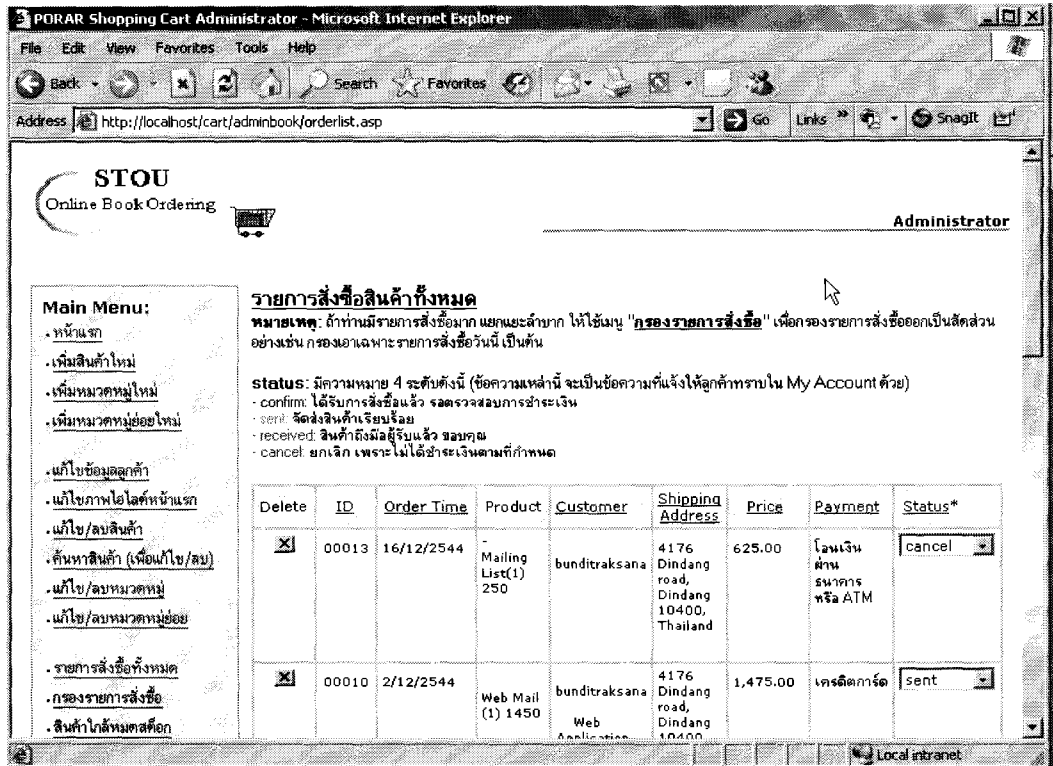 PORAR Shopping Cart Administrator - Microsoft Internet Explorer
File Edit View Favorites Tools Help
Back Search Favorites
Address http://localhost/cart/adminbook/orderlist.asp Go Links » SnagIt
STOU
Online Book Ordering
Administrator
Main Menu:
หน้าแรก
เพิ่มสินค้าใหม่
เพิ่มหมวดหมู่ใหม่
เพิ่มหมวดหมู่ย่อยใหม่
แก้ไขข้อมูลลูกค้า
แก้ไขภาพไฮไลต์หน้าแรก
แก้ไข/ลบสินค้า
ค้นหาสินค้า (เพื่อแก้ไข/ลบ)
แก้ไข/ลบหมวดหมู่
แก้ไข/ลบหมวดหมู่ย่อย
รายการสั่งซื้อทั้งหมด
กรองรายการสั่งซื้อ
สินค้าใกล้หมดสต็อก
รายการสั่งซื้อสินค้าทั้งหมด
หมายเหตุ: ถ้าท่านมีรายการสั่งซื้อมาก แยกแยะลำบาก ให้ใช้เมนู "กรองรายการสั่งซื้อ" เพื่อกรองรายการสั่งซื้อออกเป็นสัดส่วน
อย่างเช่น กรองเอาเฉพาะรายการสั่งซื้อวันนี้ เป็นต้น
status: มีความหมาย 4 ระดับดังนี้ (ข้อความเหล่านี้ จะเป็นข้อความที่แจ้งให้ลูกค้าทราบใน My Account ด้วย)
- confirm: ได้รับการสั่งซื้อแล้ว รอตรวจสอบการชำระเงิน
- sent: จัดส่งสินค้าเรียบร้อย
- received: สินค้าถึงมือผู้รับแล้ว ขอบคุณ
- cancel: ยกเลิก เพราะไม่ได้ชำระเงินตามที่กำหนด
Delete ID Order Time Product Customer Shipping Address Price Payment Status*
00013 16/12/2544
- Mailing List(1) 250
bunditraksana
4176 Dindang road, Dindang 10400, Thailand
625.00
โอนเงินผ่านธนาคารหรือ ATM
cancel
00010 2/12/2544
Web Mail (1) 1450
bunditraksana
Web Application
4176 Dindang road, Dindang 10400
1,475.00
เครดิตการ์ด
sent
Local intranet